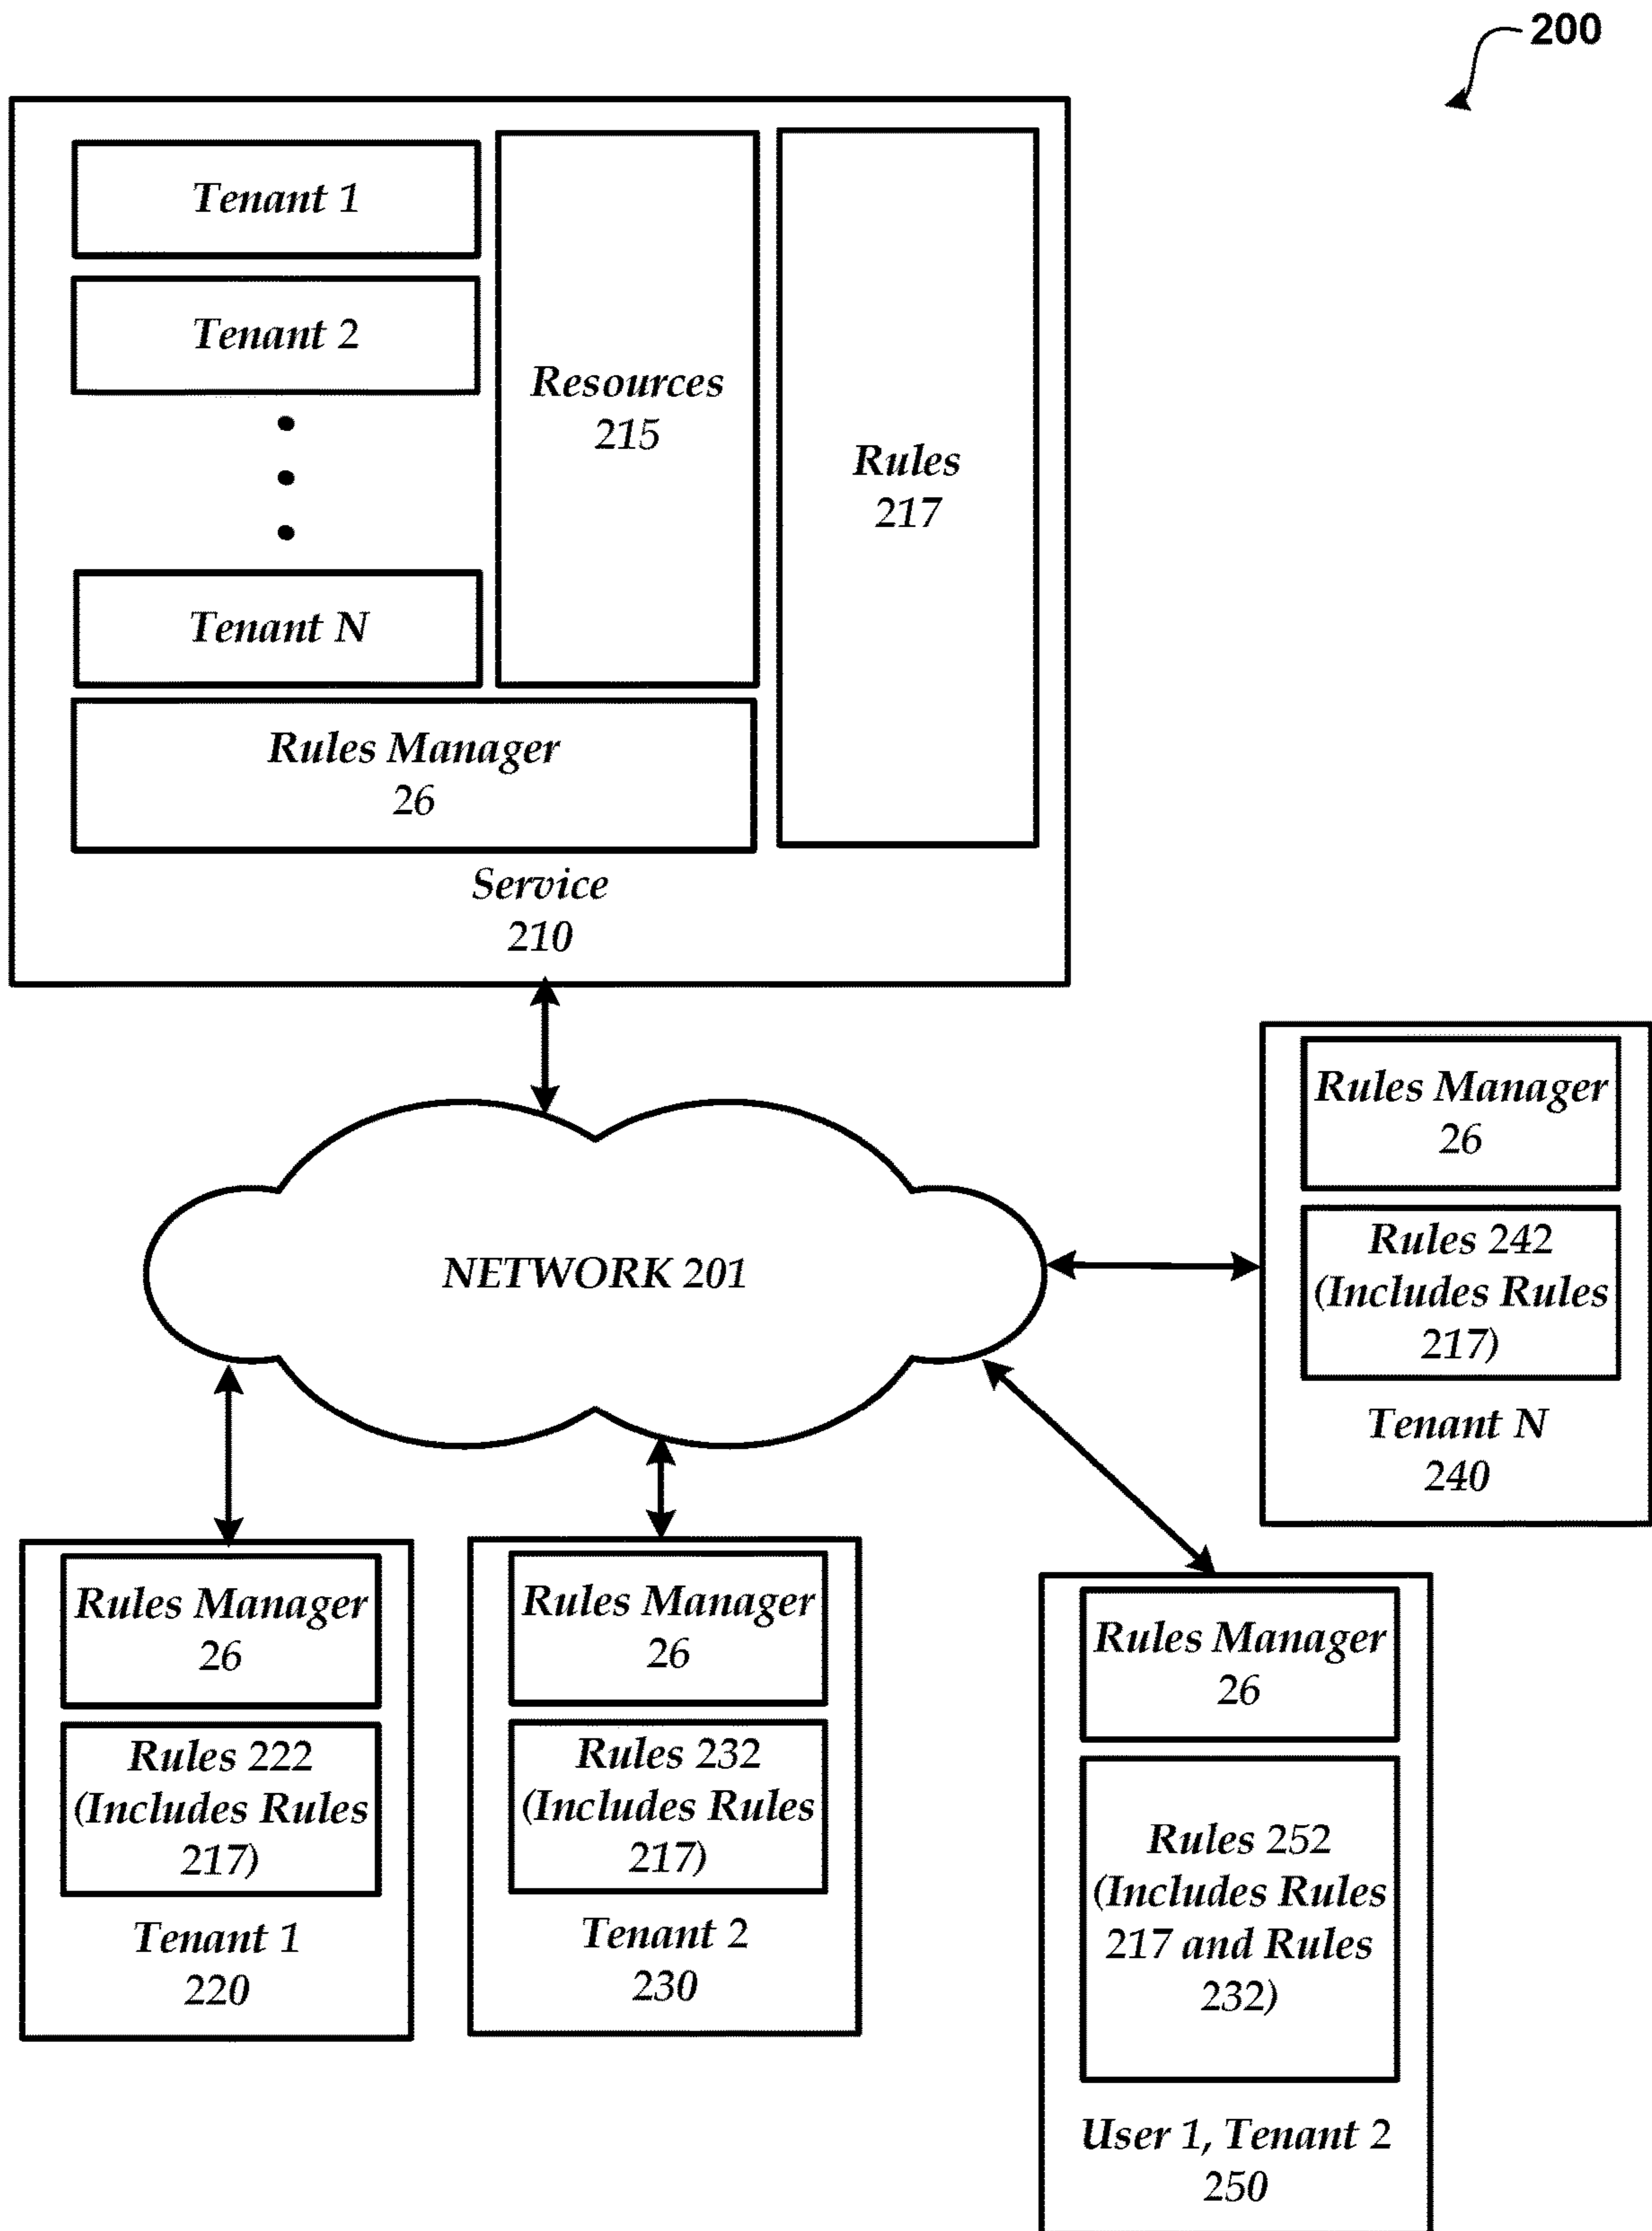 200
Tenant 1
Tenant 2
Tenant N
Resources
215
Rules
217
Rules Manager
26
Service
210
NETWORK 201
Rules Manager
26
Rules 242
(Includes Rules
217)
Tenant N
240
Rules Manager
26
Rules 222
(Includes Rules
217)
Tenant 1
220
Rules Manager
26
Rules 232
(Includes Rules
217)
Tenant 2
230
Rules Manager
26
Rules 252
(Includes Rules
217 and Rules
232)
User 1, Tenant 2
250